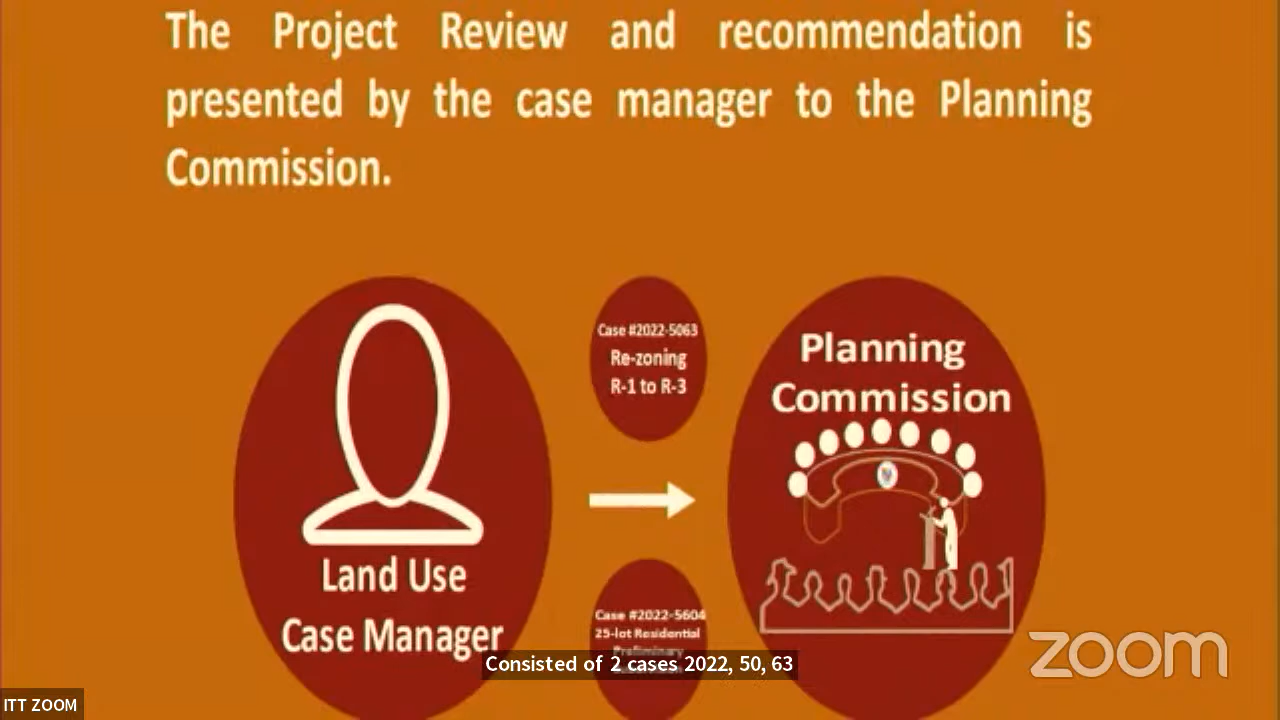 The Project Review and recommendation is
presented by the case manager to the Planning
Commission.
Case #2022-5063
Re-zoning
R-1 to R-3
Planning
Commission
Land Use
Case Manager
Case #2022-5604
25-lot Residential
Preliminary
Consisted of 2 cases 2022, 50, 63
zoom
ITT ZOOM